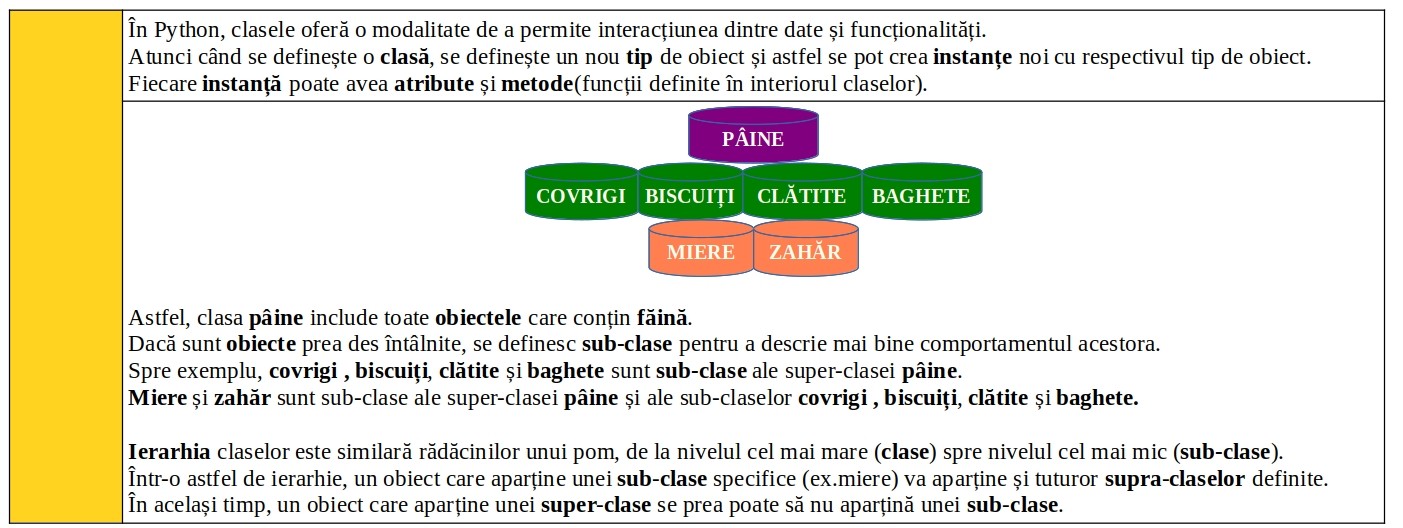 În Python, clasele oferă o modalitate de a permite interacțiunea dintre date și funcționalități.
Atunci când se definește o clasă, se definește un nou tip de obiect și astfel se pot crea instanțe noi cu respectivul tip de obiect.
Fiecare instanță poate avea atribute și metode(funcții definite în interiorul claselor).
PÂINE
COVRIGI BISCUIȚI CLĂTITE BAGHETE
MIERE ZAHĂR
Astfel, clasa pâine include toate obiectele care conțin făină.
Dacă sunt obiecte prea des întâlnite, se definesc sub-clase pentru a descrie mai bine comportamentul acestora.
Spre exemplu, covrigi , biscuiți, clătite și baghete sunt sub-clase ale super-clasei pâine.
Miere și zahăr sunt sub-clase ale super-clasei pâine și ale sub-claselor covrigi , biscuiți, clătite și baghete.
Ierarhia claselor este similară rădăcinilor unui pom, de la nivelul cel mai mare (clase) spre nivelul cel mai mic (sub-clase).
Într-o astfel de ierarhie, un obiect care aparține unei sub-clase specifice (ex.miere) va aparține și tuturor supra-claselor definite.
În același timp, un obiect care aparține unei super-clase se prea poate să nu aparțină unei sub-clase.